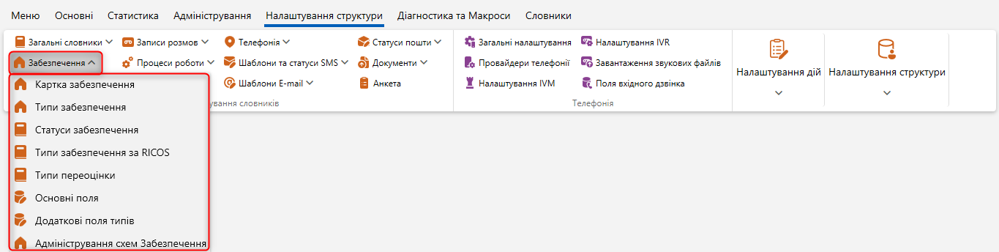 Меню Основні Статистика Адміністрування Налаштування структури Діагностика та Макроси Словники
Загальні словники Записи розмов Телефонія Статуси пошти Загальні налаштування Налаштування IVR
Забезпечення Процеси роботи Шаблони та статуси SMS Документи Провайдери телефонії Завантаження звукових файлів
Шаблони E-mail Анкета Налаштування IVM Поля вхідного дзвінка
Налаштування дій Налаштування структури
ування словників Телефонія
Картка забезпечення
Типи забезпечення
Статуси забезпечення
Типи забезпечення за RICOS
Типи переоцінки
Основні поля
Додаткові поля типів
Адміністрування схем Забезпечення